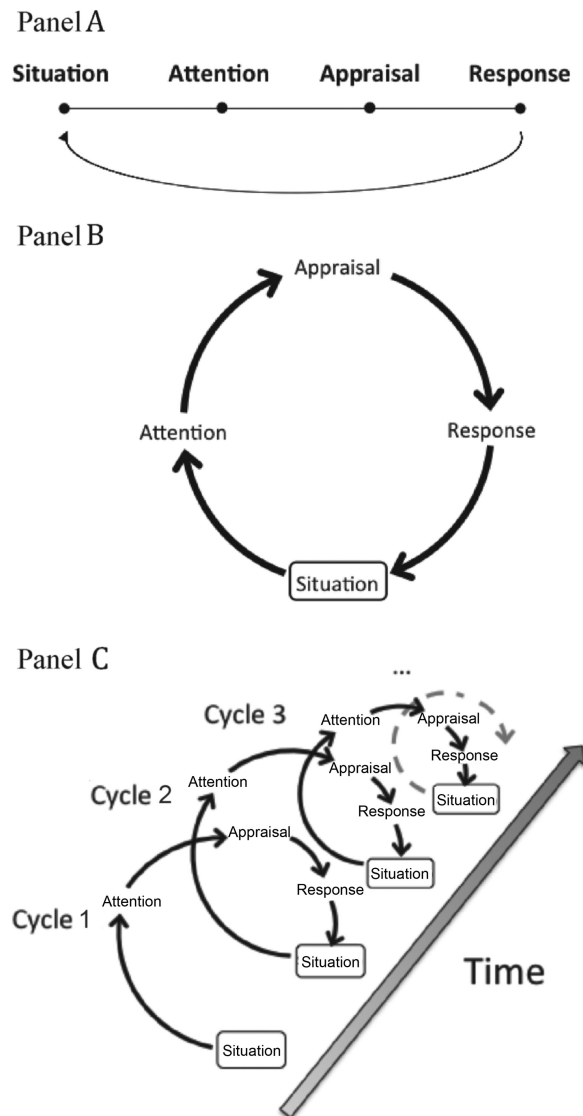 Panel A
Situation Attention Appraisal Response
Panel B
Appraisal
Attention Response
Situation
Panel C
...
Cycle 3 Attention Appraisal
Response
Situation
Cycle 2 Attention Appraisal
Response
Situation
Cycle 1 Attention Appraisal
Response
Situation
Situation
Time